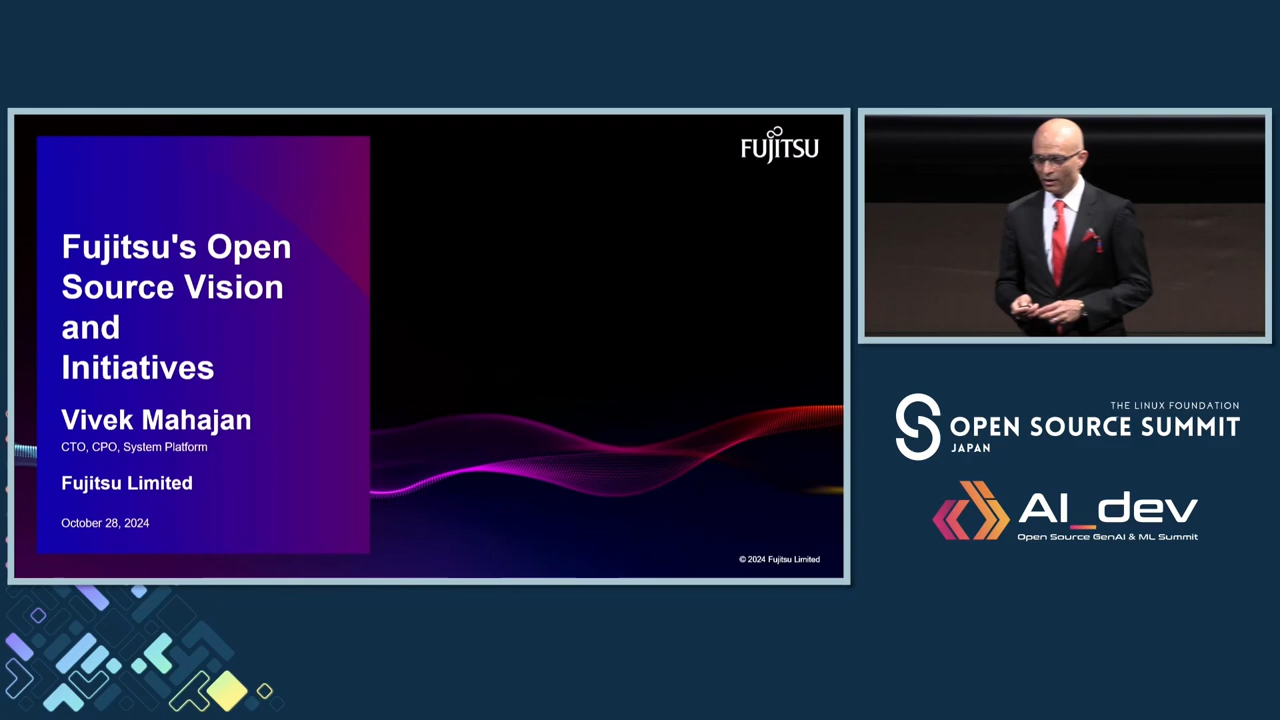 FUJITSU
Fujitsu's Open
Source Vision
and
Initiatives
Vivek Mahajan
CTO, CPO, System Platform
Fujitsu Limited
October 28, 2024
© 2024 Fujitsu Limited
THE LINUX FOUNDATION
OPEN SOURCE SUMMIT
JAPAN
AI_dev
Open Source GenAI & ML Summit